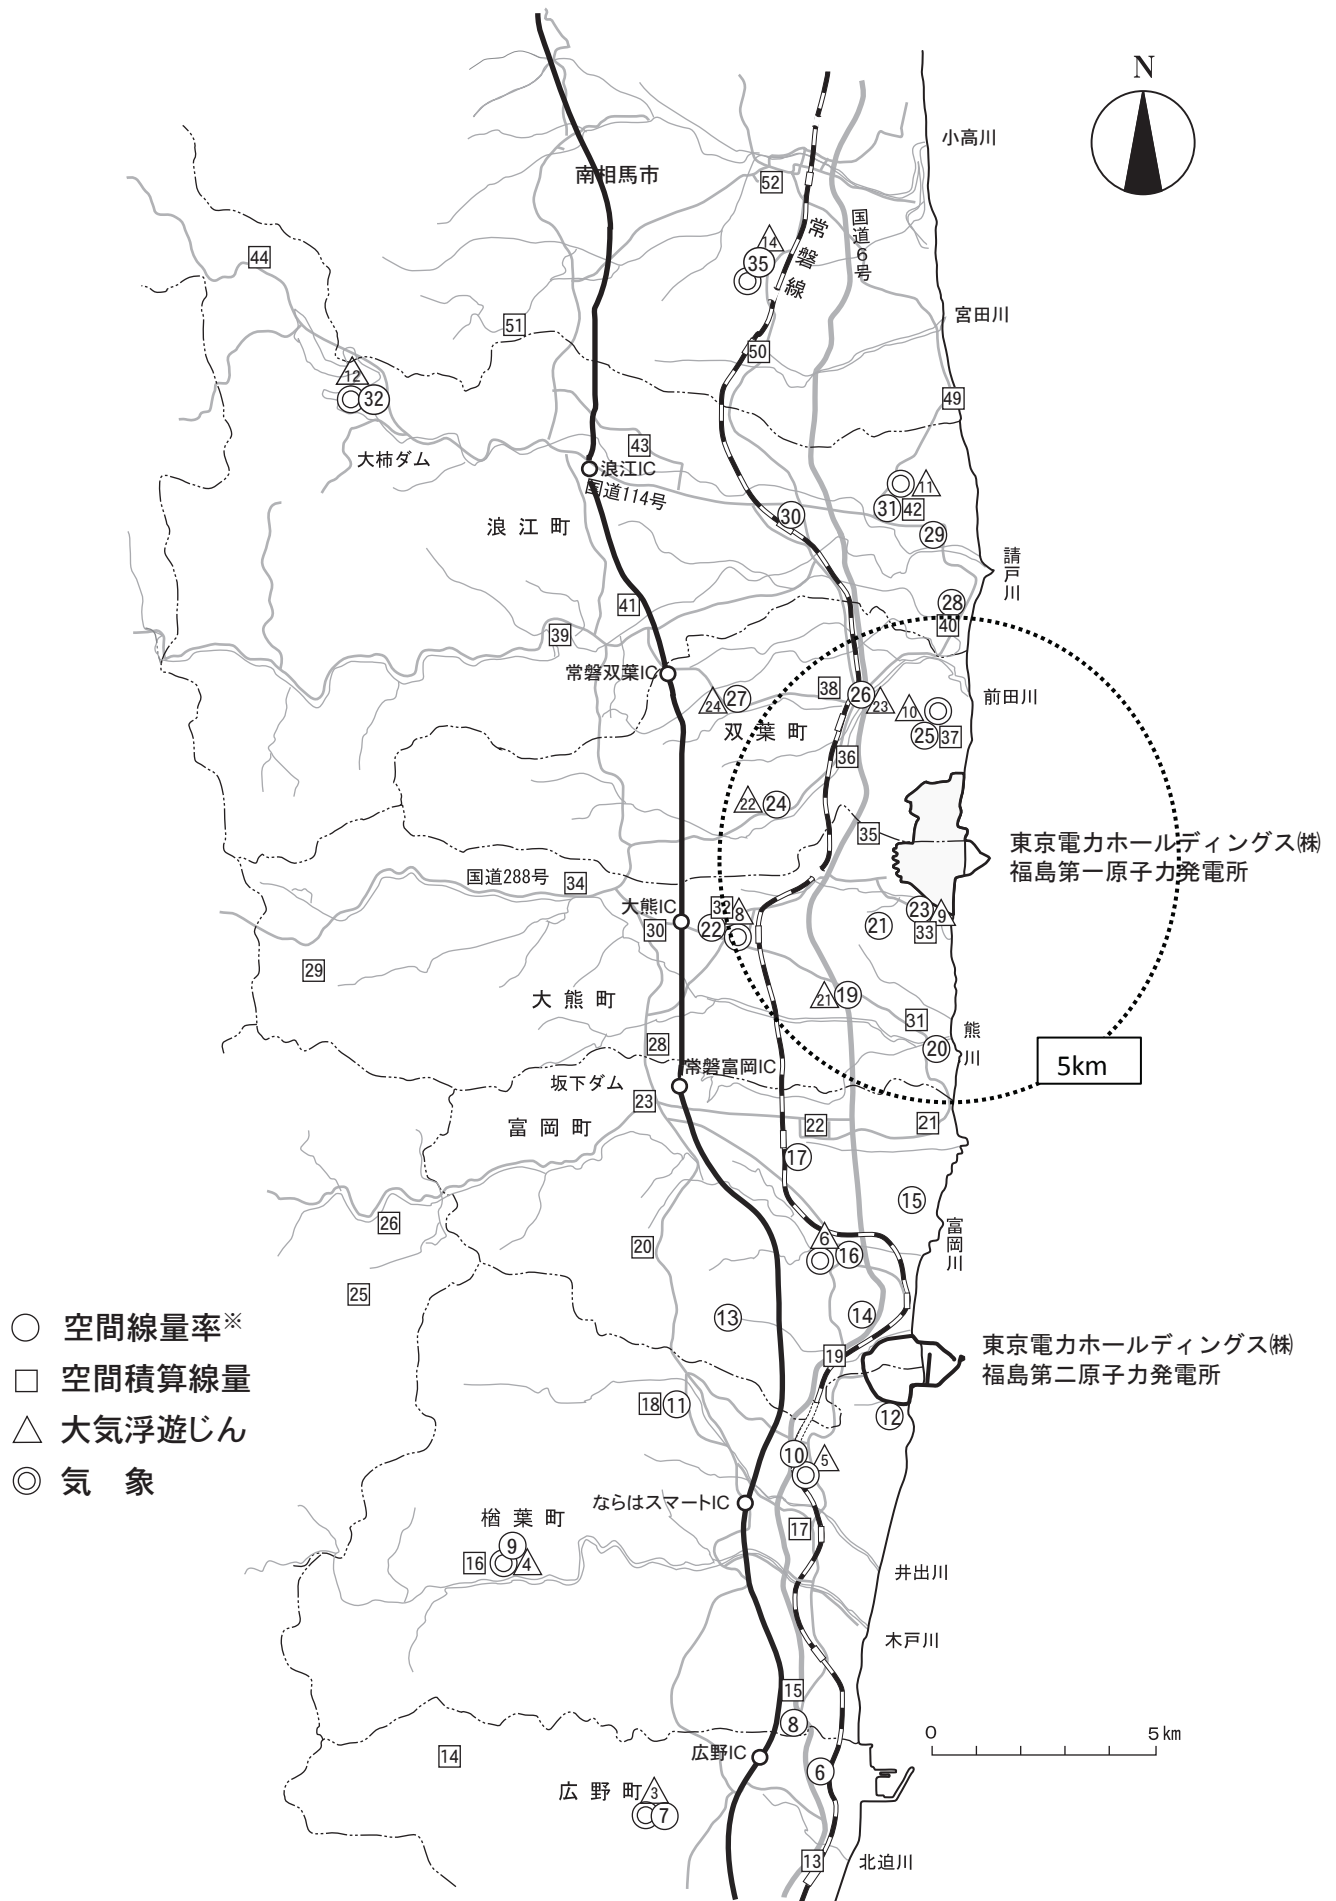 N
小高川
南相馬市
52
国道6号
常磐線
14
35
44
宮田川
51
50
12
32
49
43
大柿ダム
浪江IC
国道114号
11
31
42
30
浪江町
29
請戸川
28
41
40
39
常磐双葉IC
38
26
23
10
前田川
24
27
双葉町
25
37
36
22
24
35
東京電力ホールディングス㈱
福島第一原子力発電所
国道288号
34
大熊IC
32
8
23
9
30
22
21
33
29
大熊町
21
19
31
熊川
20
28
常磐富岡IC
5km
坂下ダム
23
22
21
富岡町
17
15
26
富岡川
20
6
16
25
13
14
○ 空間線量率※
□ 空間積算線量
△ 大気浮遊じん
◎ 気象
19
東京電力ホールディングス㈱
福島第二原子力発電所
18
11
12
10
5
ならはスマートIC
楢葉町
17
9
16
4
井出川
木戸川
15
8
0
5km
14
広野IC
6
広野町
3
7
13
北迫川